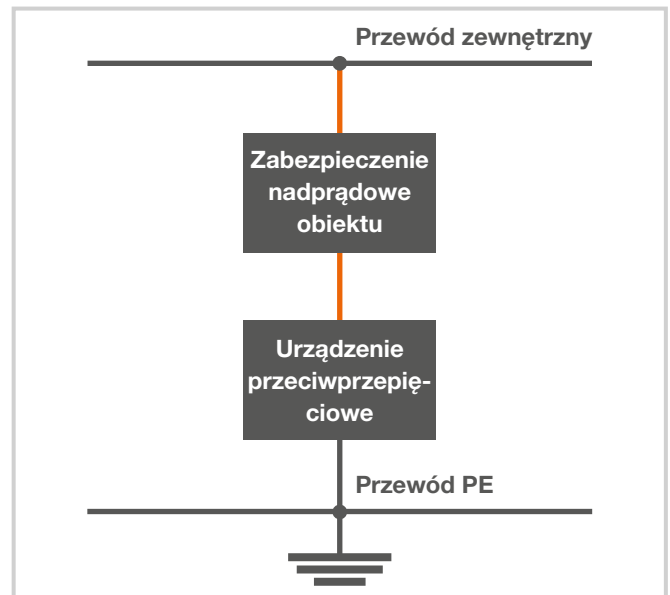 Przewód zewnętrzny
Zabezpieczenie
nadprądowe
obiektu
Urządzenie
przeciwprzepię-
ciowe
Przewód PE